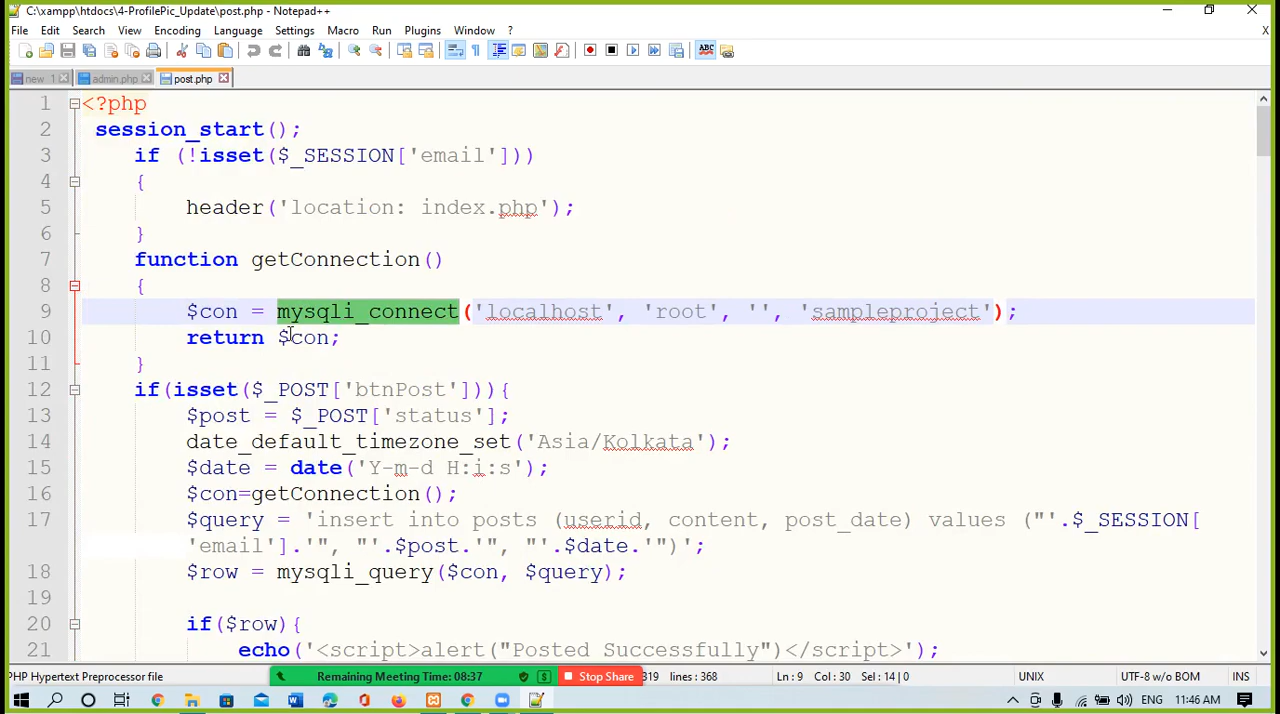 C:\xampp\htdocs\4-ProfilePic_Update\post.php - Notepad++
File Edit Search View Encoding Language Settings Macro Run Plugins Window ? X
new 1 admin.php post.php
1 <?php
2 session_start();
3 if (!isset($_SESSION['email']))
4 {
5 header('location: index.php');
6 }
7 function getConnection()
8 {
9 $con = mysqli_connect('localhost', 'root', '', 'sampleproject');
10 return $con;
11 }
12 if(isset($_POST['btnPost'])){
13 $post = $_POST['status'];
14 date_default_timezone_set('Asia/Kolkata');
15 $date = date('Y-m-d H:i:s');
16 $con=getConnection();
17 $query = 'insert into posts (userid, content, post_date) values ("'.$_SESSION[
'email'].'", "'.$post.'", "'.$date.'")';
18 $row = mysqli_query($con, $query);
19
20 if($row){
21 echo('<script>alert("Posted Successfully")</script>');
PHP Hypertext Preprocessor file Remaining Meeting Time: 08:37 $ Stop Share 319 lines : 368 Ln : 9 Col : 30 Sel : 14 | 0 UNIX UTF-8 w/o BOM INS
11:46 AM